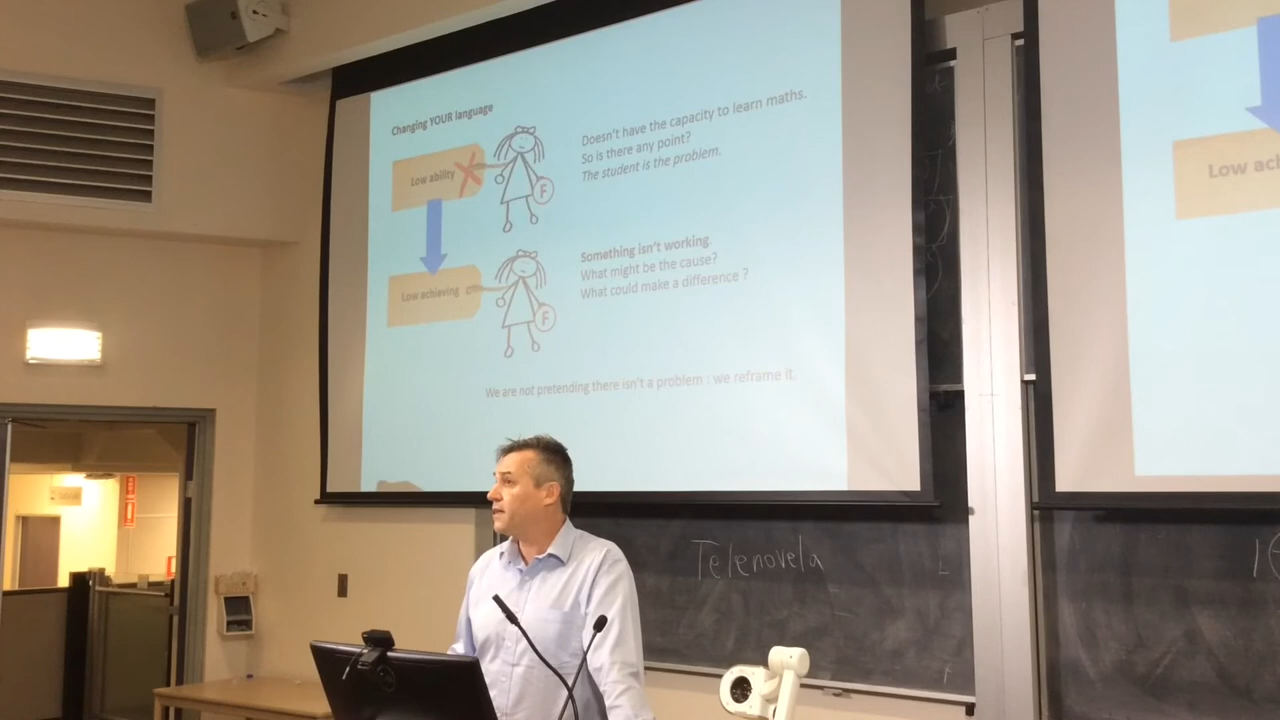 Changing YOUR language
Low ability
F
Doesn't have the capacity to learn maths.
So is there any point?
The student is the problem.
Low achieving
F
Something isn't working.
What might be the cause?
What could make a difference ?
We are not pretending there isn't a problem : we reframe it.
Low ach
Telenovela